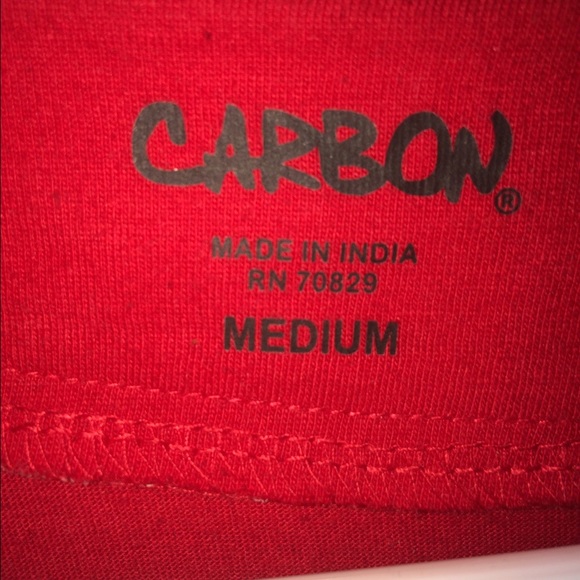 CARBON®
MADE IN INDIA
RN 70829
MEDIUM